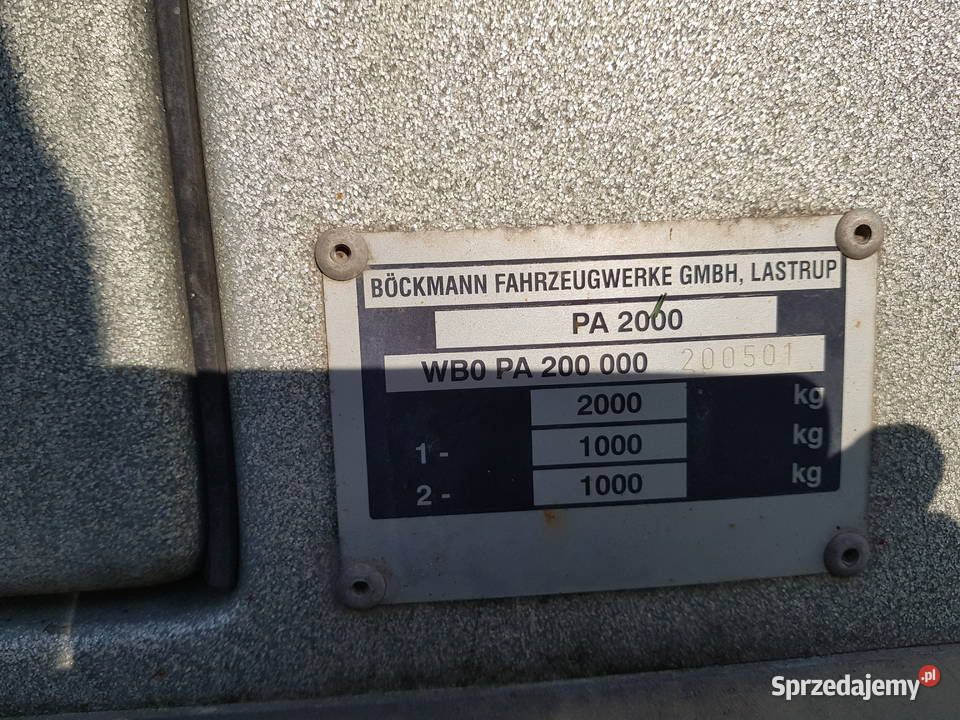 BÖCKMANN FAHRZEUGWERKE GMBH, LASTRUP
PA 2000
WB0 PA 200 000 200501
2000 kg
1- 1000 kg
2- 1000 kg
Sprzedajemy.pl